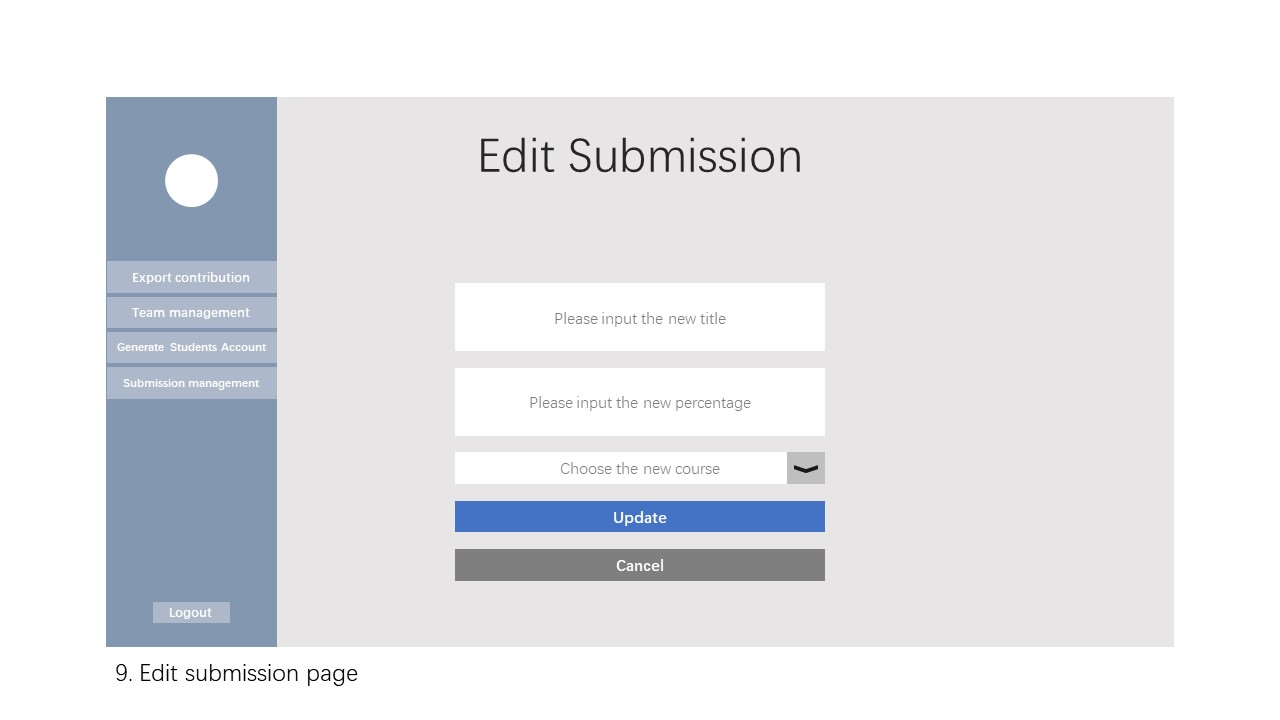 Edit Submission
Export contribution
Team management
Generate Students Account
Submission management
Please input the new title
Please input the new percentage
Choose the new course
Update
Cancel
Logout
9. Edit submission page